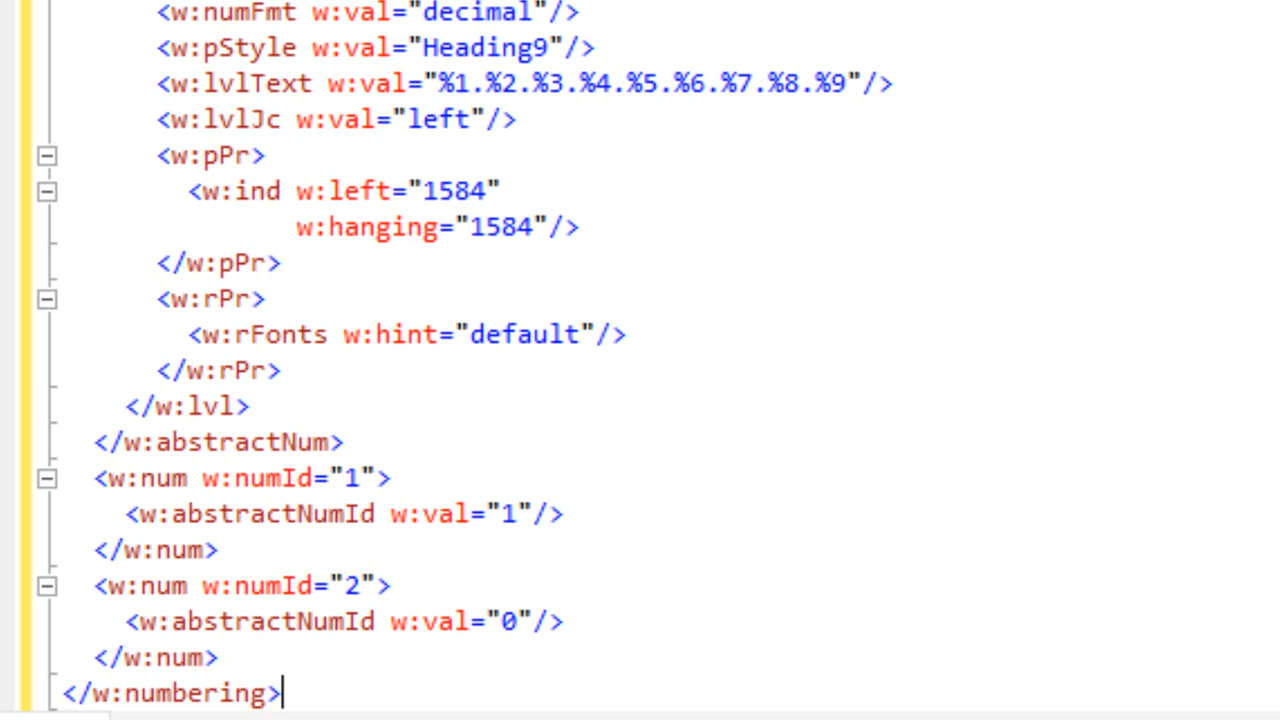 <w:numFmt w:val="decimal"/>
<w:pStyle w:val="Heading9"/>
<w:lvlText w:val="%1.%2.%3.%4.%5.%6.%7.%8.%9"/>
<w:lvlJc w:val="left"/>
<w:pPr>
<w:ind w:left="1584"
w:hanging="1584"/>
</w:pPr>
<w:rPr>
<w:rFonts w:hint="default"/>
</w:rPr>
</w:lvl>
</w:abstractNum>
<w:num w:numId="1">
<w:abstractNumId w:val="1"/>
</w:num>
<w:num w:numId="2">
<w:abstractNumId w:val="0"/>
</w:num>
</w:numbering>